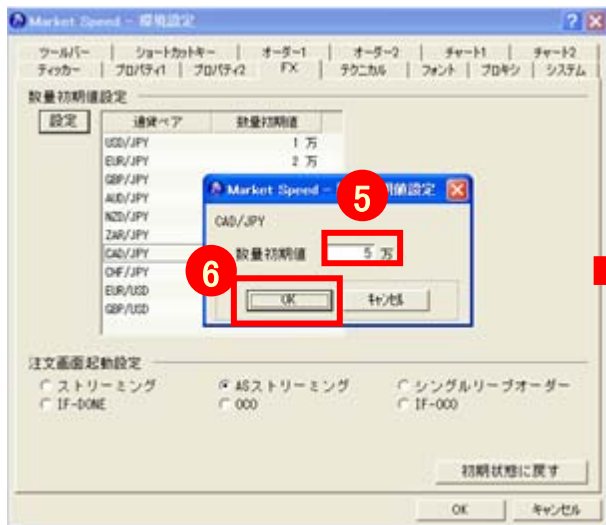 Market Speed - 環境設定
ツールバー ショートカットキー オーダー1 オーダー2 チャート1 チャート2
ティッカー プロパティ1 プロパティ2 FX テクニカル フォント プロキシ システム
数量初期値設定
設定 通貨ペア 数量初期値
USD/JPY 1 万
EUR/JPY 2 万
GBP/JPY
AUD/JPY
NZD/JPY
ZAR/JPY
CAD/JPY
CHF/JPY
EUR/USD
GBP/USD
Market Speed - 期値設定
5
CAD/JPY
数量初期値 5 万
6
OK キャンセル
注文画面起動設定
ストリーミング ASストリーミング シングルリーブオーダー
IF-DONE OCO IF-OCO
初期状態に戻す
OK キャンセル